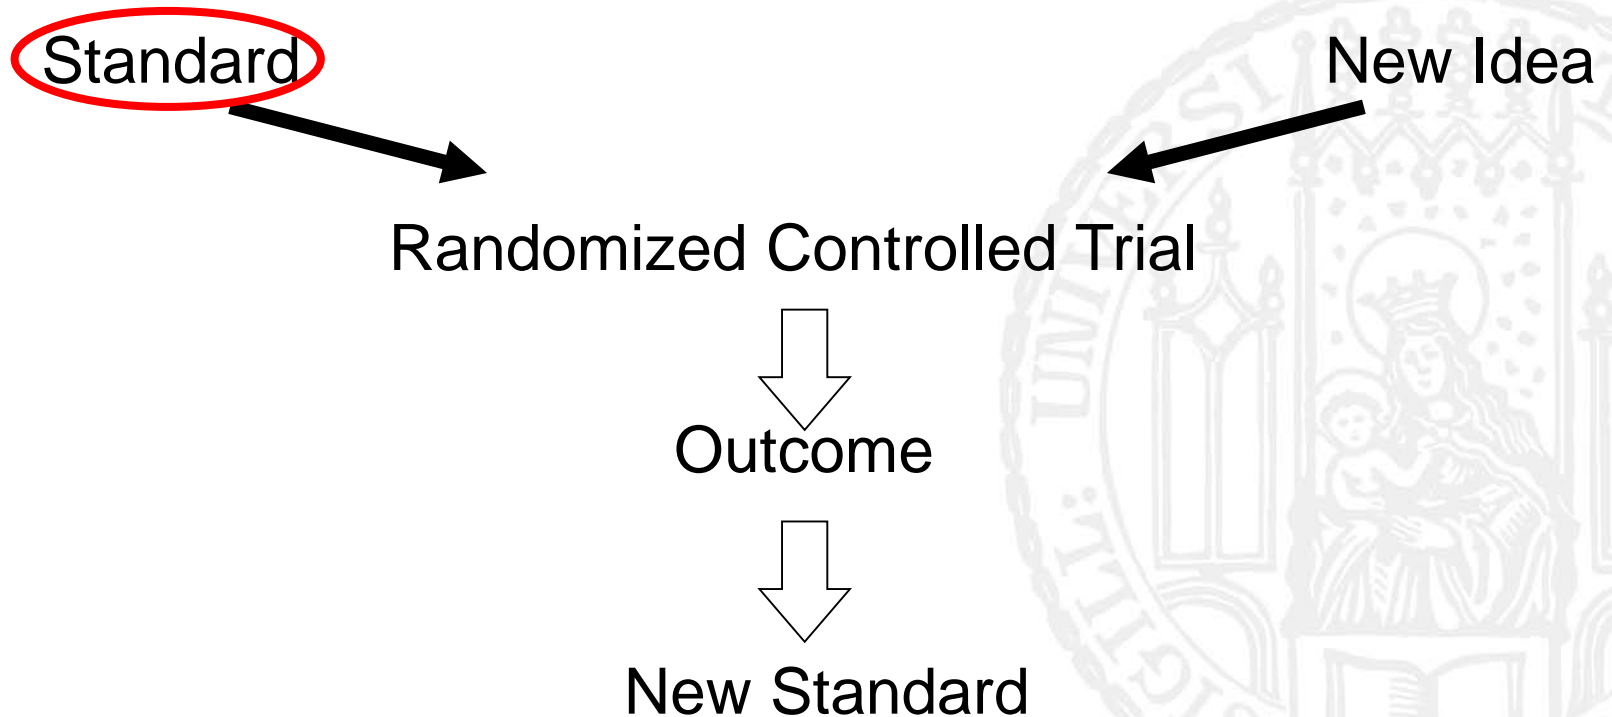 Standard
New Idea
Randomized Controlled Trial
Outcome
New Standard